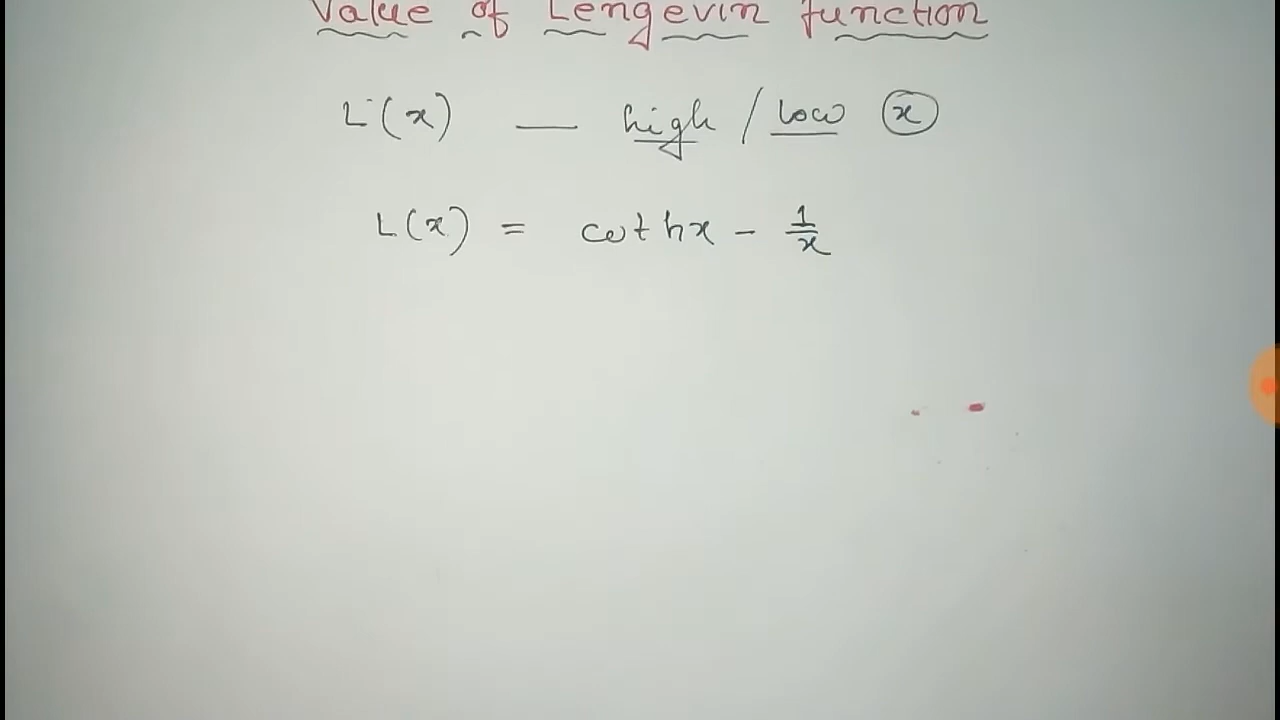 Value of Lengevin function
L(x) — high / low x
L(x) = cothx - 1/x